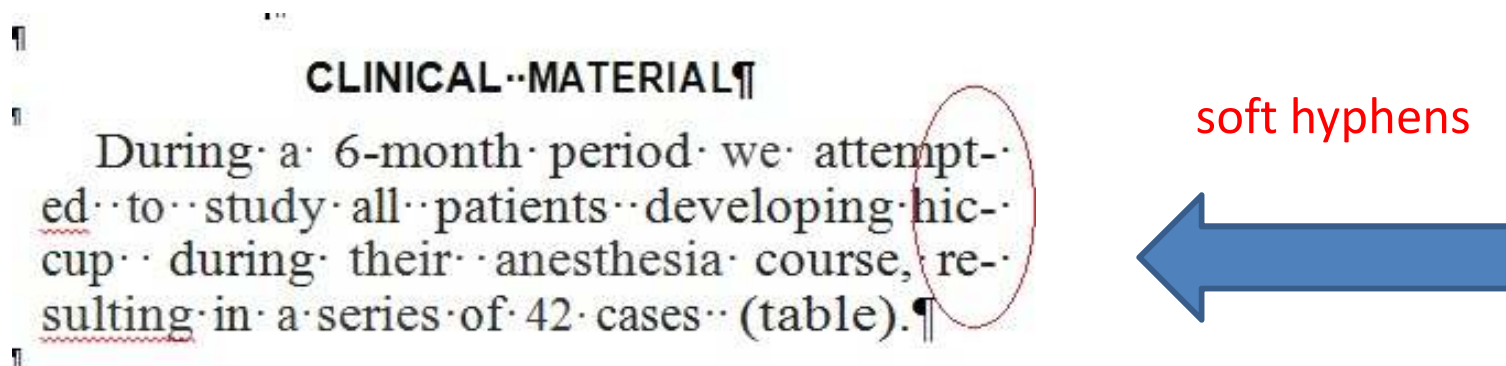 ¶
CLINICAL··MATERIAL¶
¶
During· a· 6-month· period· we· attempt-·
ed··to··study·all··patients··developing·hic-·
cup·· during· their··anesthesia· course, re-·
sulting·in· a·series·of· 42· cases·· (table).¶
¶
soft hyphens